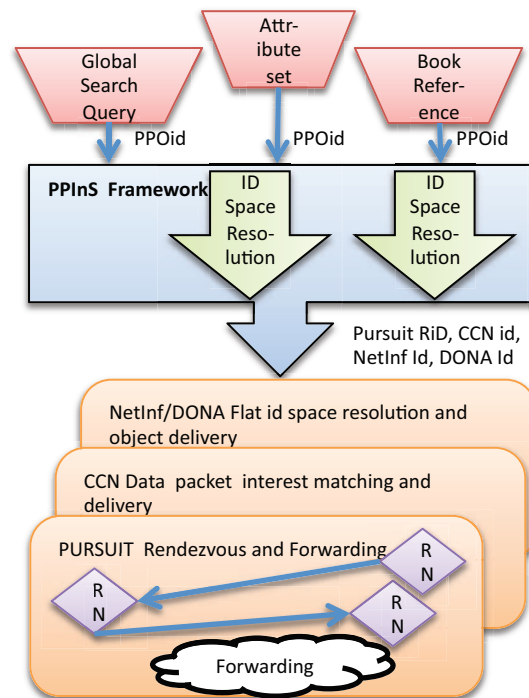 Global
Search
Query
Att-
ribute
set
Book
Refer-
ence
PPOid
PPOid
PPOid
PPInS Framework
ID
Space
Reso-
lution
ID
Space
Reso-
lution
Pursuit RiD, CCN id,
NetInf Id, DONA Id
NetInf/DONA Flat id space resolution and
object delivery
CCN Data packet interest matching and
delivery
PURSUIT Rendezvous and Forwarding
R
N
R
N
R
N
Forwarding